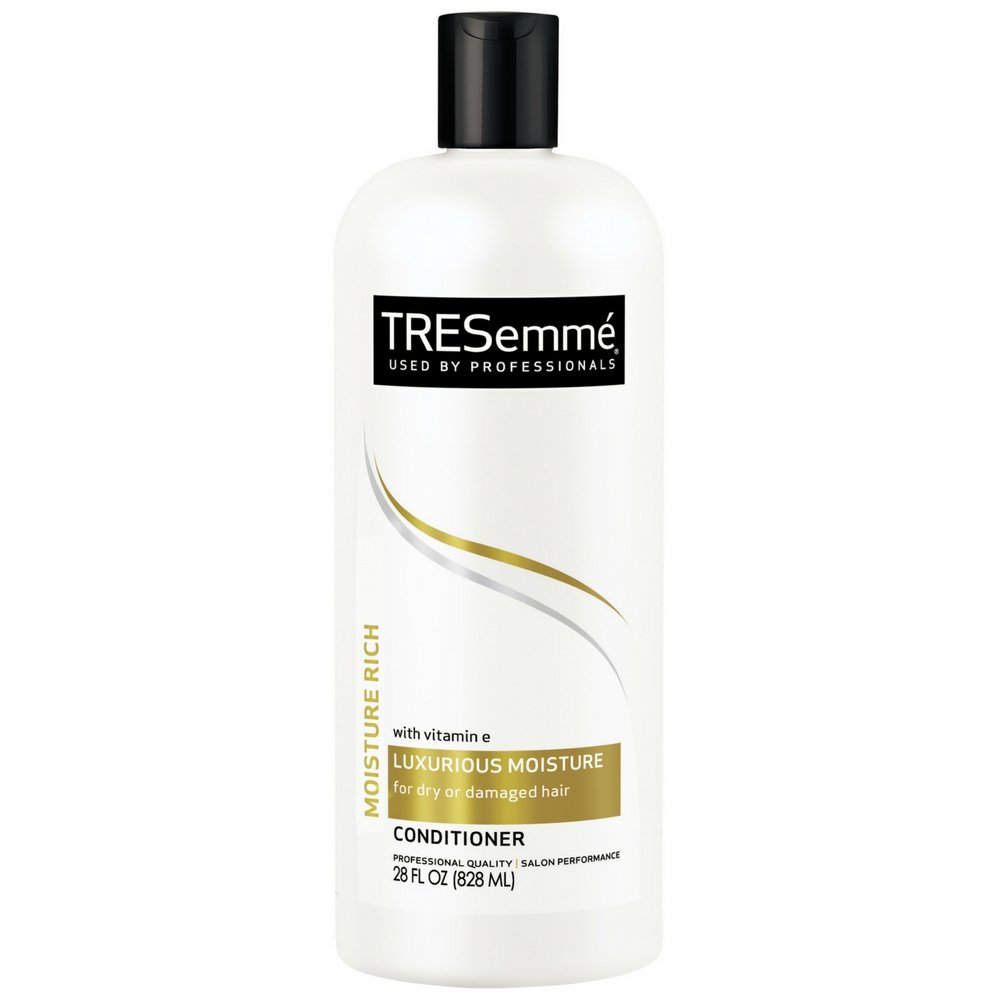 TRESemmé®
USED BY PROFESSIONALS
MOISTURE RICH
with vitamin e
LUXURIOUS MOISTURE
for dry or damaged hair
CONDITIONER
PROFESSIONAL QUALITY | SALON PERFORMANCE
28 FL OZ (828 ML)